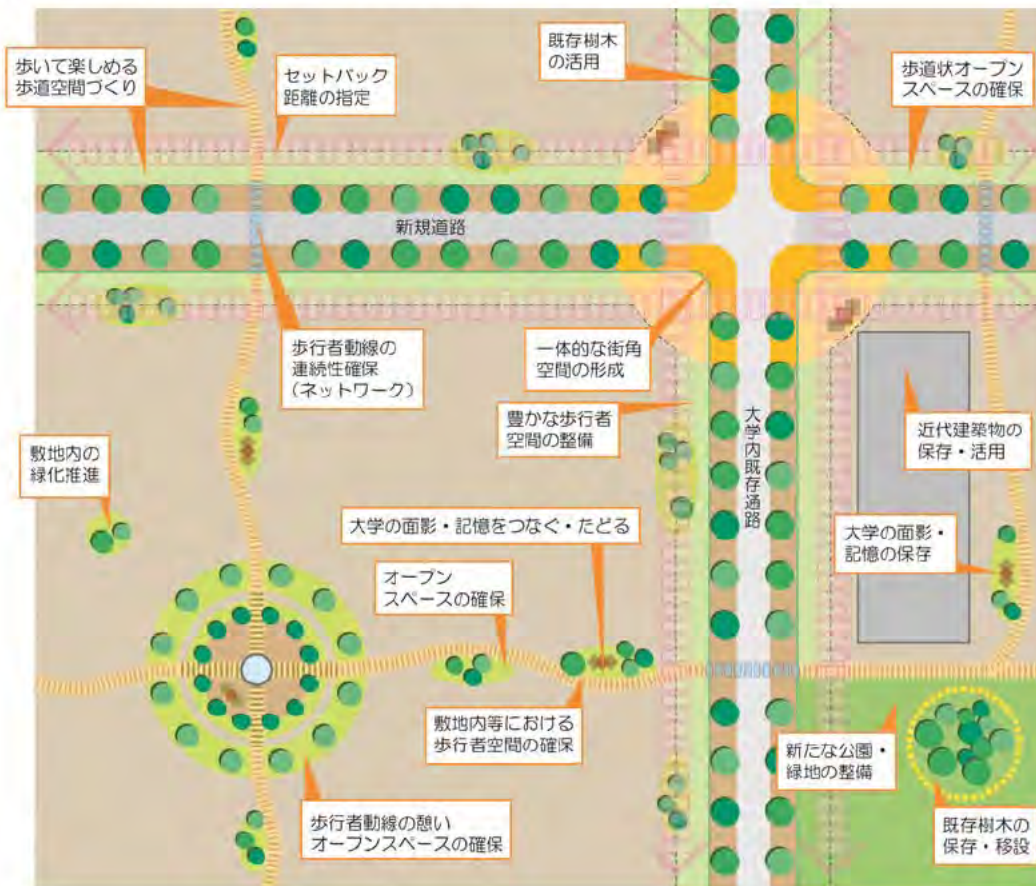 歩いて楽しめる
歩道空間づくり
セットバック
距離の指定
既存樹木
の活用
歩道状オープン
スペースの確保
新規道路
歩行者動線の
連続性確保
(ネットワーク)
一体的な街角
空間の形成
豊かな歩行者
空間の整備
大学内既存通路
近代建築物の
保存・活用
敷地内の
緑化推進
大学の面影・記憶をつなぐ・たどる
大学の面影・
記憶の保存
オープン
スペースの確保
敷地内等における
歩行者空間の確保
新たな公園・
緑地の整備
歩行者動線の憩い
オープンスペースの確保
既存樹木の
保存・移設